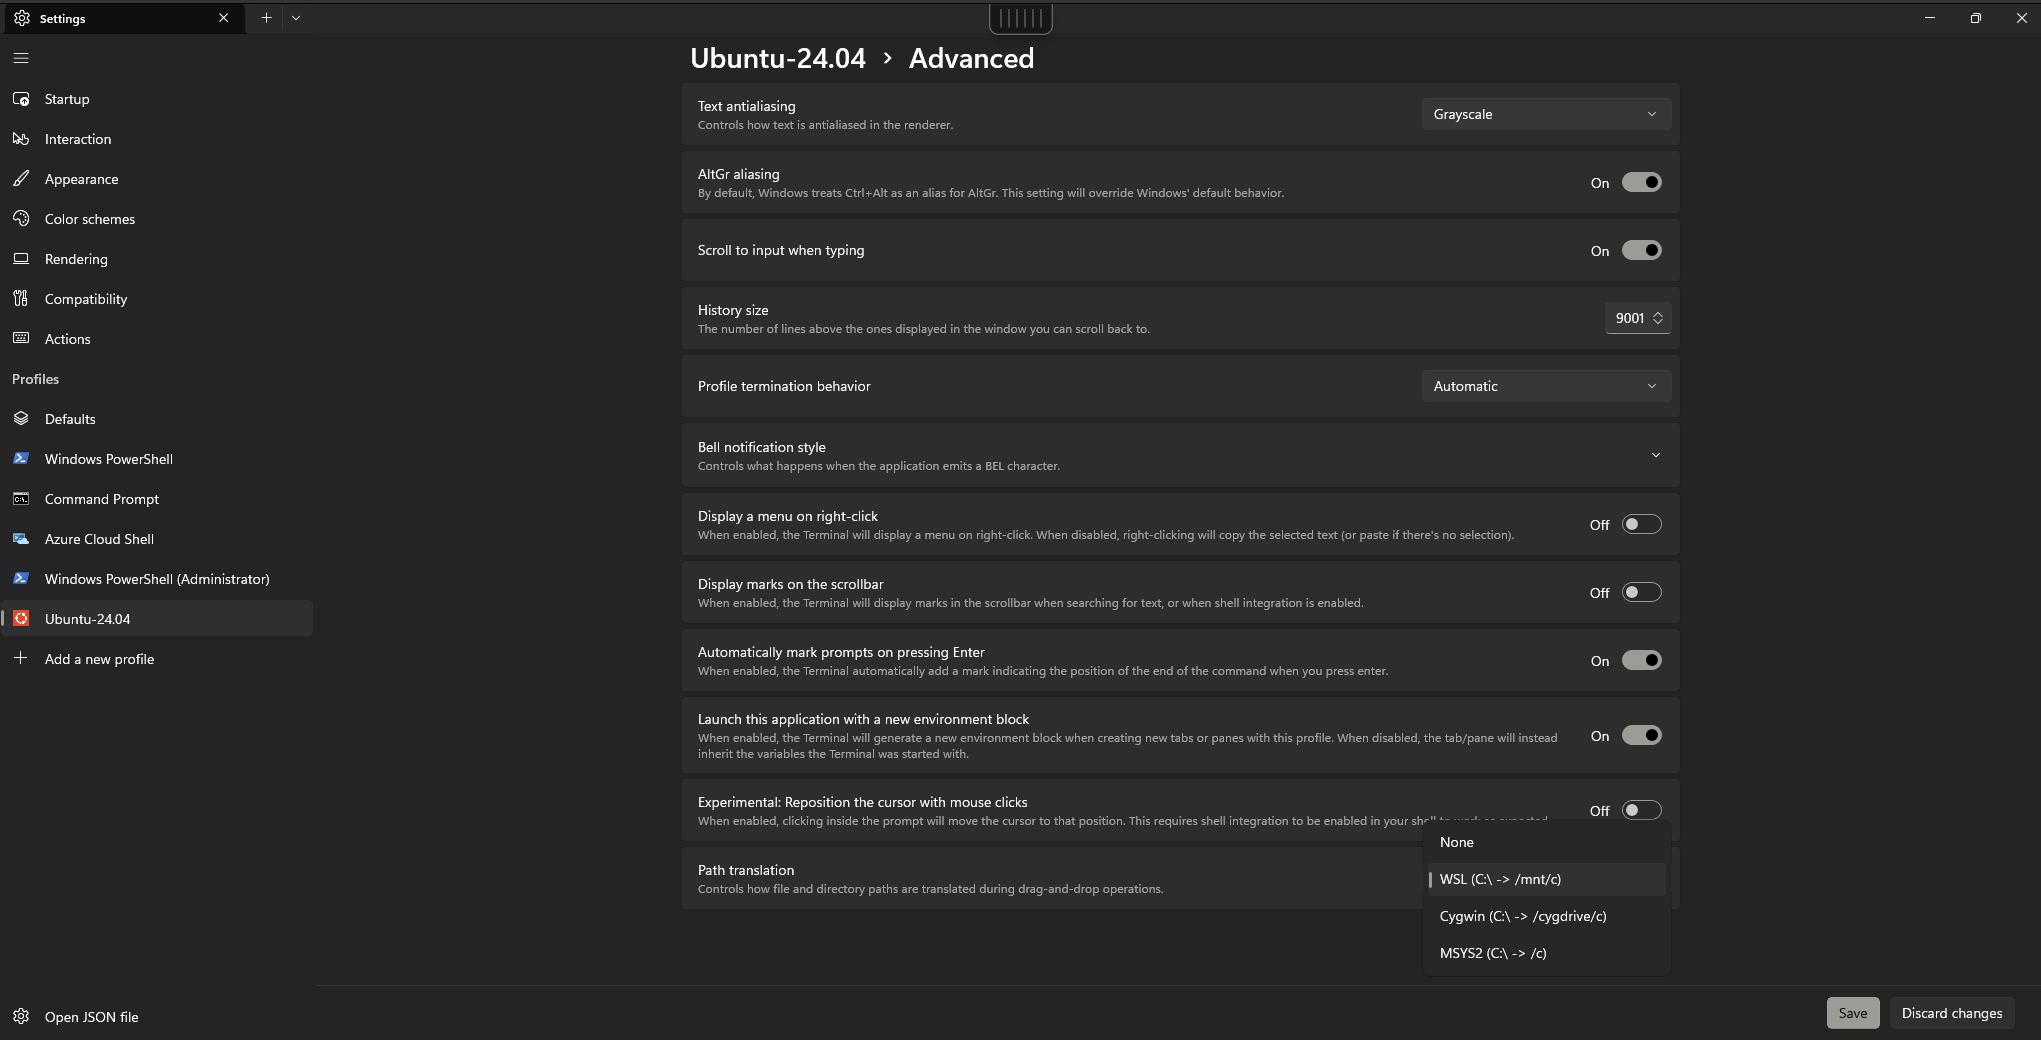 Settings
Ubuntu-24.04 › Advanced
Startup
Interaction
Appearance
Color schemes
Rendering
Compatibility
Actions
Profiles
Defaults
Windows PowerShell
Command Prompt
Azure Cloud Shell
Windows PowerShell (Administrator)
Ubuntu-24.04
Add a new profile
Open JSON file
Text antialiasing
Controls how text is antialiased in the renderer.
Grayscale
AltGr aliasing
By default, Windows treats Ctrl+Alt as an alias for AltGr. This setting will override Windows' default behavior.
On
Scroll to input when typing
On
History size
The number of lines above the ones displayed in the window you can scroll back to.
9001
Profile termination behavior
Automatic
Bell notification style
Controls what happens when the application emits a BEL character.
Display a menu on right-click
When enabled, the Terminal will display a menu on right-click. When disabled, right-clicking will copy the selected text (or paste if there's no selection).
Off
Display marks on the scrollbar
When enabled, the Terminal will display marks in the scrollbar when searching for text, or when shell integration is enabled.
Off
Automatically mark prompts on pressing Enter
When enabled, the Terminal automatically add a mark indicating the position of the end of the command when you press enter.
On
Launch this application with a new environment block
When enabled, the Terminal will generate a new environment block when creating new tabs or panes with this profile. When disabled, the tab/pane will instead
inherit the variables the Terminal was started with.
On
Experimental: Reposition the cursor with mouse clicks
When enabled, clicking inside the prompt will move the cursor to that position. This requires shell integration to be enabled in your
Off
Path translation
Controls how file and directory paths are translated during drag-and-drop operations.
None
WSL (C:\ -> /mnt/c)
Cygwin (C:\ -> /cygdrive/c)
MSYS2 (C:\ -> /c)
Save
Discard changes